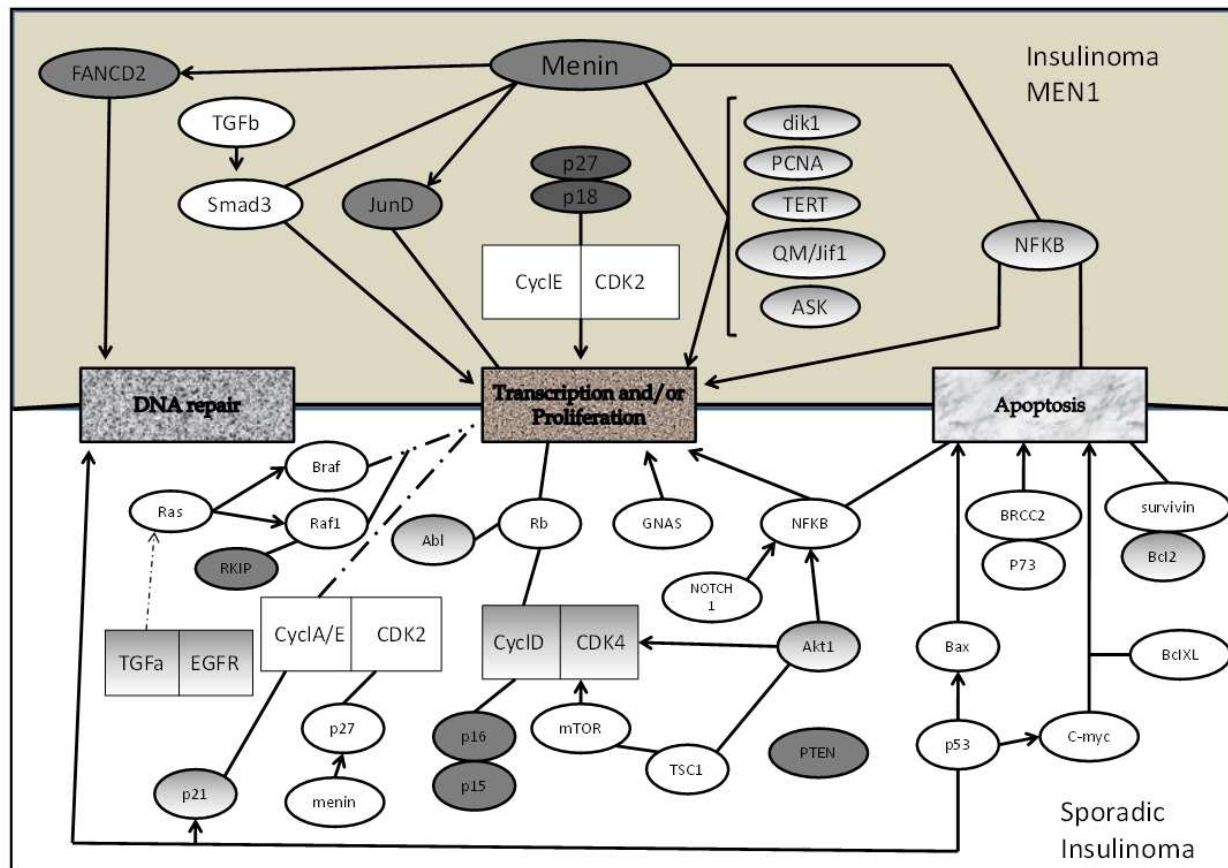 Insulinoma
MEN1
Menin
FANCD2
TGFb
Smad3
JunD
p27
p18
CyclE CDK2
dik1
PCNA
TERT
QM/Jif1
ASK
NFKB
DNA repair
Transcription and/or
Proliferation
Apoptosis
Braf
Ras
Raf1
RKIP
TGFa EGFR
Abl
Rb
GNAS
NFKB
NOTCH
1
BRCC2
P73
survivin
Bcl2
CyclA/E CDK2
CyclD CDK4
Akt1
Bax
BclXL
p27
menin
p21
p16
p15
mTOR
TSC1
PTEN
p53
C-myc
Sporadic
Insulinoma